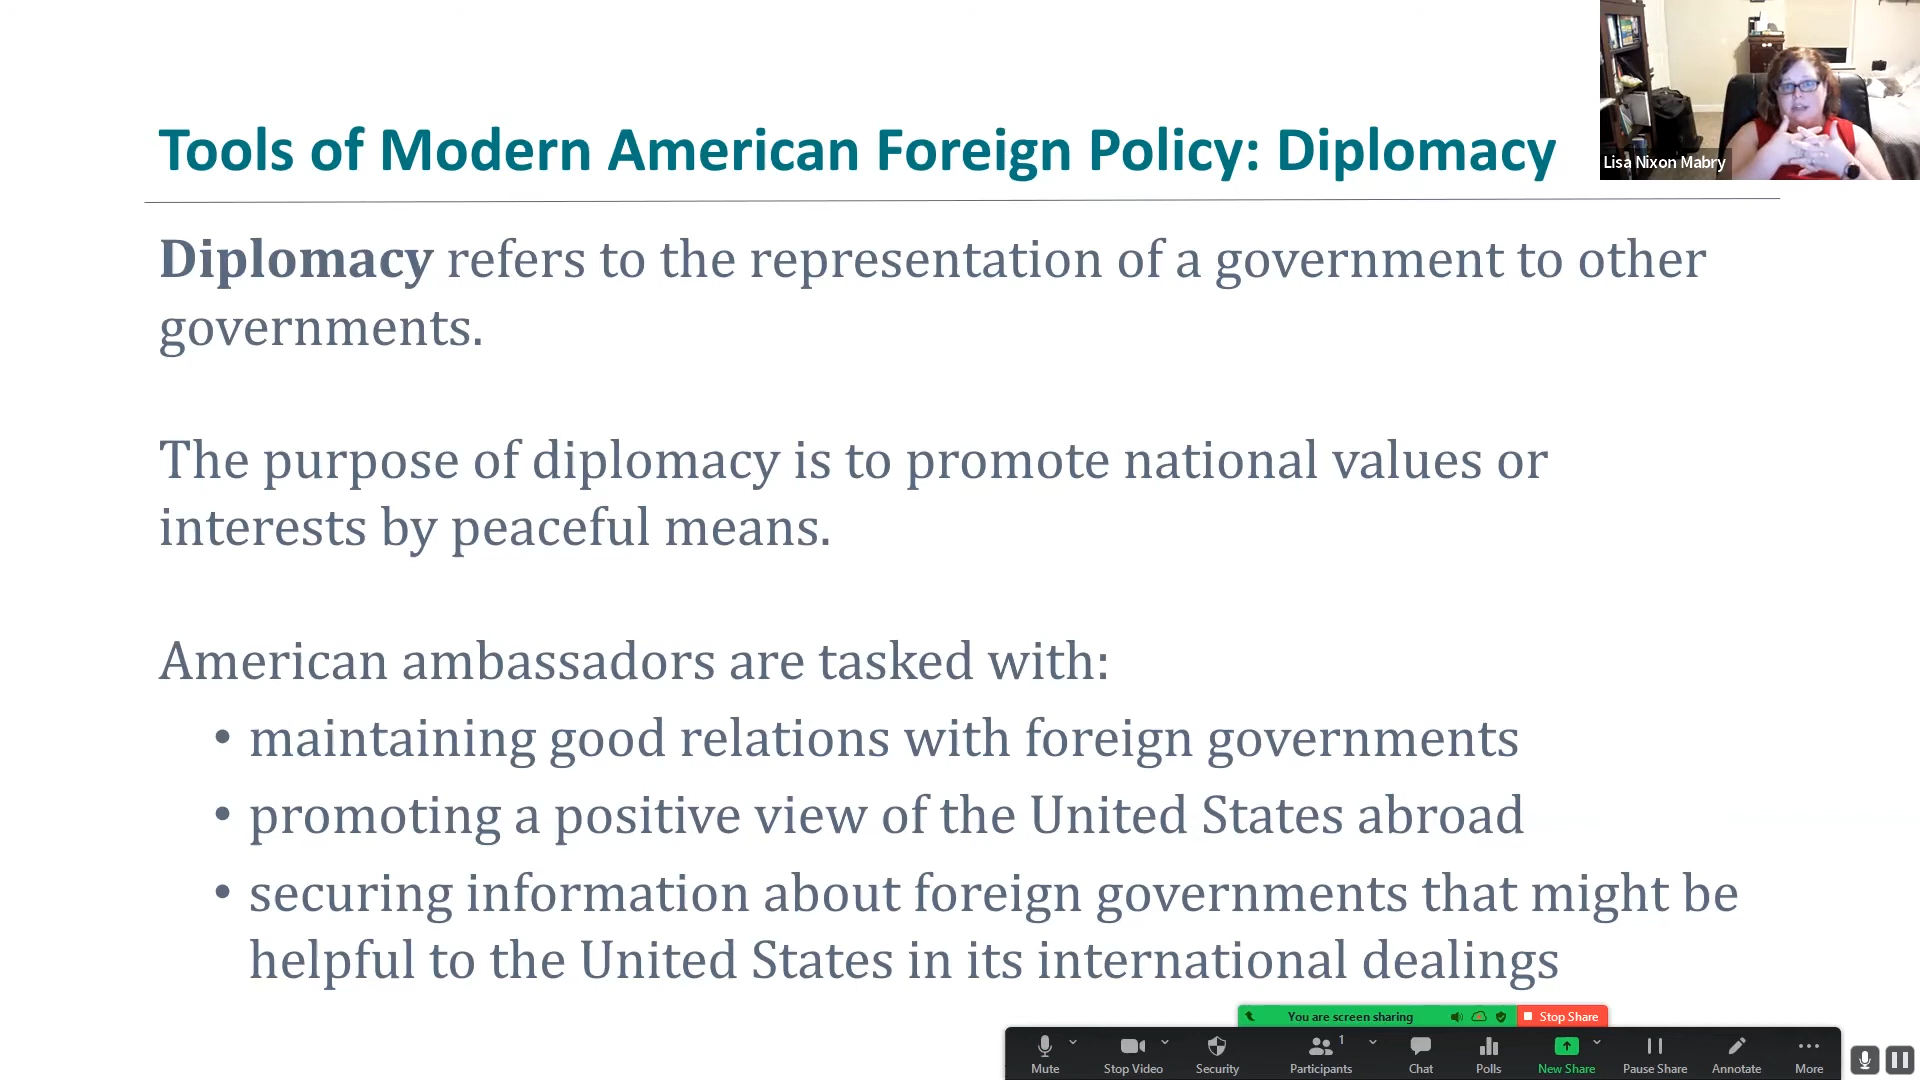 Tools of Modern American Foreign Policy: Diplomacy
Lisa Nixon Mabry
Diplomacy refers to the representation of a government to other
governments.
The purpose of diplomacy is to promote national values or
interests by peaceful means.
American ambassadors are tasked with:
• maintaining good relations with foreign governments
• promoting a positive view of the United States abroad
• securing information about foreign governments that might be
helpful to the United States in its international dealings
You are screen sharing
Stop Share
1
Mute
Stop Video
Security
Participants
Chat
Polls
New Share
Pause Share
Annotate
More